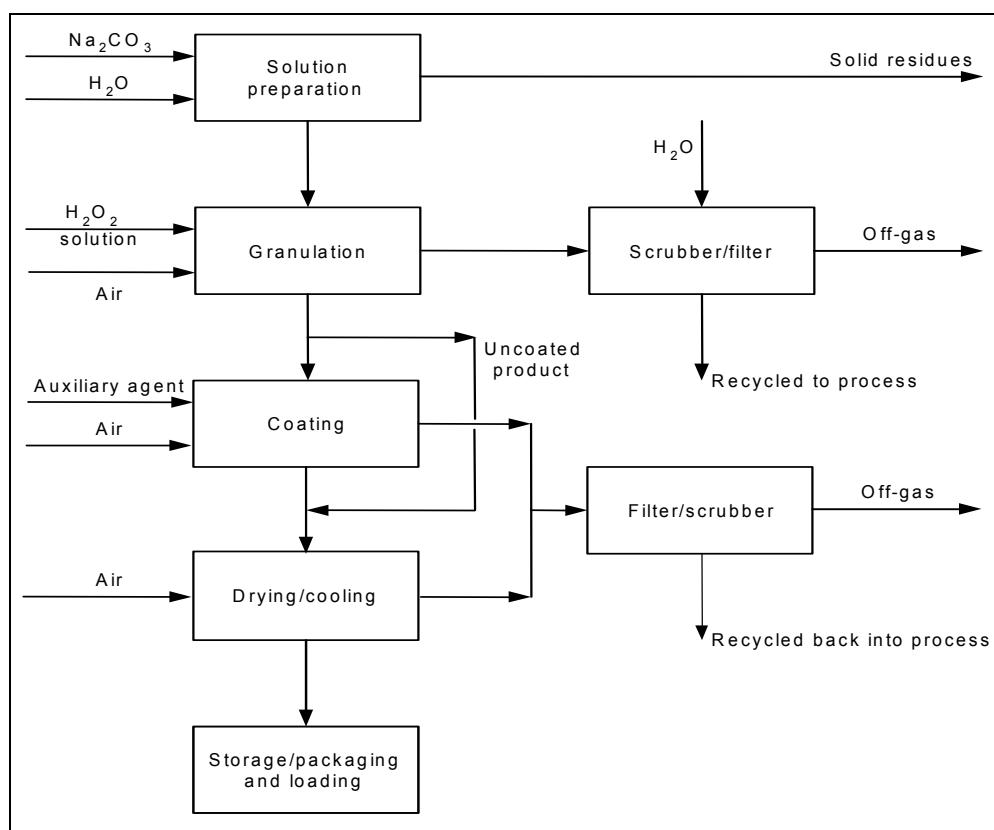 Na₂CO₃
Solution
preparation
Solid residues
H₂O
H₂O
H₂O₂
solution
Granulation
Scrubber/filter
Off-gas
Air
Uncoated
product
Recycled to process
Auxiliary agent
Coating
Air
Off-gas
Filter/scrubber
Air
Drying/cooling
Recycled back into process
Storage/packaging
and loading